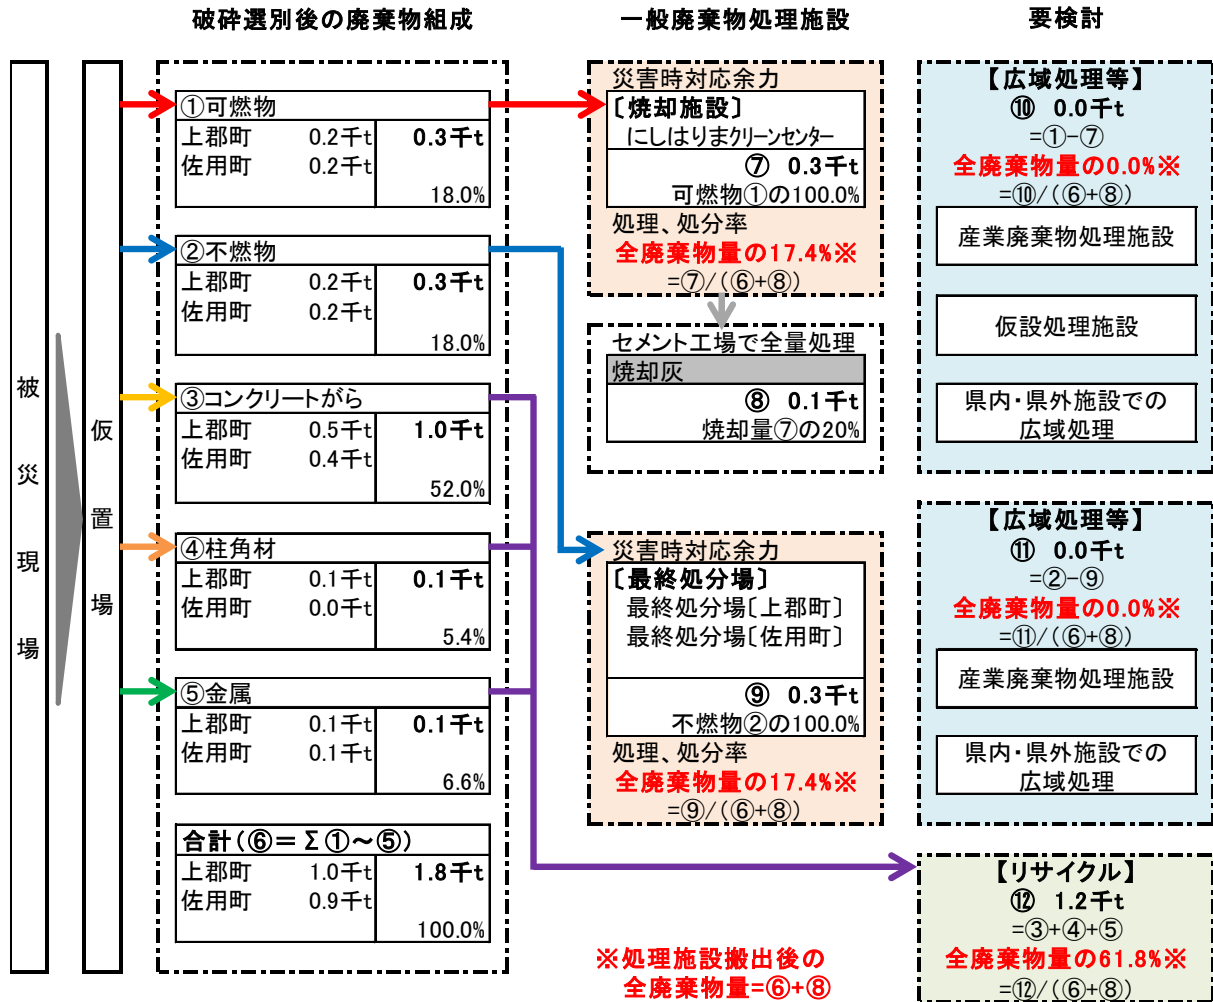 破砕選別後の廃棄物組成
一般廃棄物処理施設
要検討
被災現場
仮置場
①可燃物
上郡町 0.2千t 0.3千t
佐用町 0.2千t
18.0%
②不燃物
上郡町 0.2千t 0.3千t
佐用町 0.2千t
18.0%
③コンクリートがら
上郡町 0.5千t 1.0千t
佐用町 0.4千t
52.0%
④柱角材
上郡町 0.1千t 0.1千t
佐用町 0.0千t
5.4%
⑤金属
上郡町 0.1千t 0.1千t
佐用町 0.1千t
6.6%
合計(⑥=Σ①~⑤)
上郡町 1.0千t 1.8千t
佐用町 0.9千t
100.0%
災害時対応余力
〔焼却施設〕
にしはりまクリーンセンター
⑦ 0.3千t
可燃物①の100.0%
処理、処分率
全廃棄物量の17.4%※
=⑦/(⑥+⑧)
セメント工場で全量処理
焼却灰
⑧ 0.1千t
焼却量⑦の20%
災害時対応余力
〔最終処分場〕
最終処分場〔上郡町〕
最終処分場〔佐用町〕
⑨ 0.3千t
不燃物②の100.0%
処理、処分率
全廃棄物量の17.4%※
=⑨/(⑥+⑧)
※処理施設搬出後の
全廃棄物量=⑥+⑧
【広域処理等】
⑩ 0.0千t
=①-⑦
全廃棄物量の0.0%※
=⑩/(⑥+⑧)
産業廃棄物処理施設
仮設処理施設
県内・県外施設での
広域処理
【広域処理等】
⑪ 0.0千t
=②-⑨
全廃棄物量の0.0%※
=⑪/(⑥+⑧)
産業廃棄物処理施設
県内・県外施設での
広域処理
【リサイクル】
⑫ 1.2千t
=③+④+⑤
全廃棄物量の61.8%※
=⑫/(⑥+⑧)